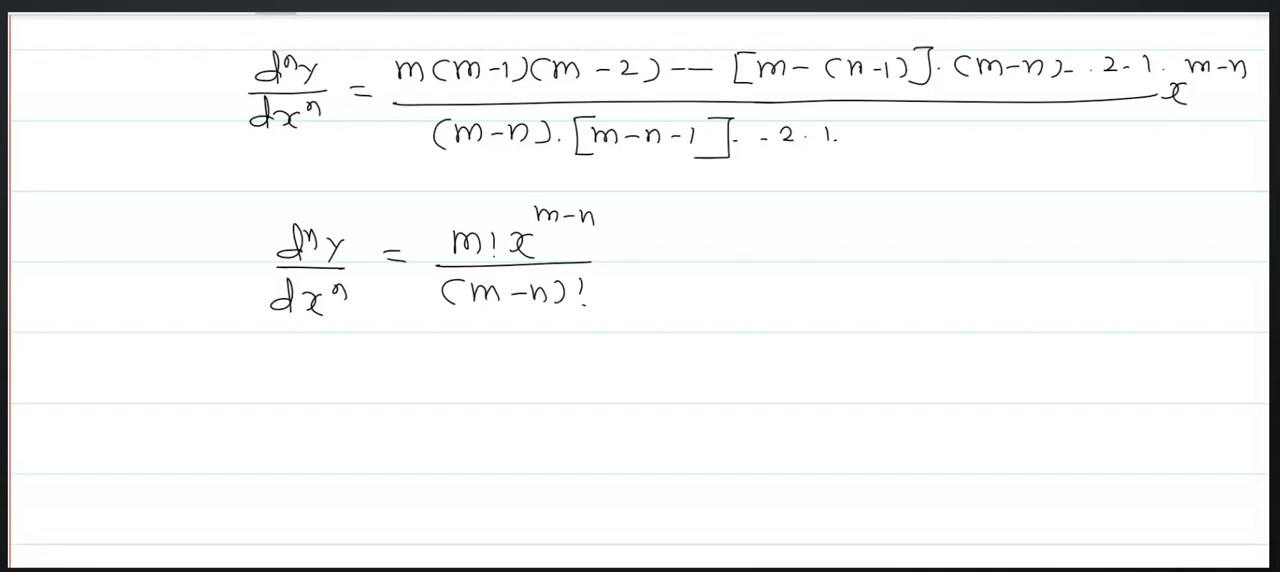 dⁿy/dxⁿ = m(m-1)(m-2)---[m-(n-1)].(m-n)-.2-1. x^(m-n) / (m-n).[m-n-1]--2.1.
dⁿy/dxⁿ = m!x^(m-n) / (m-n)!